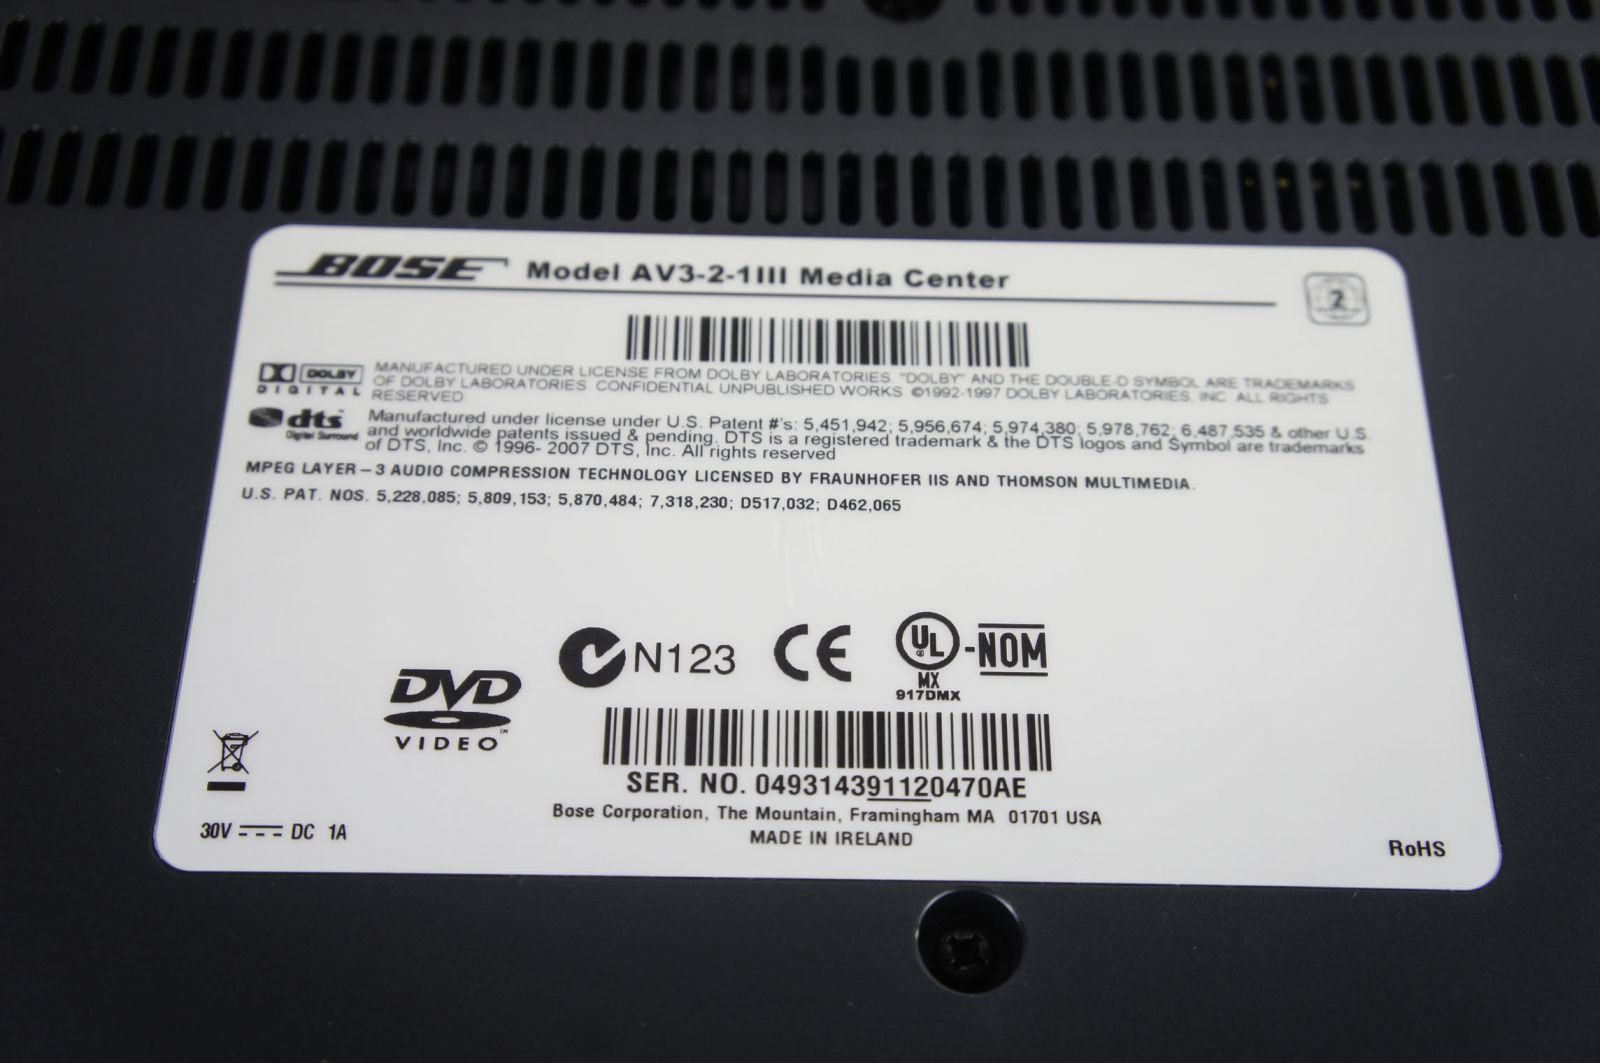 BOSE Model AV3-2-1III Media Center
2
DOLBY
DIGITAL
MANUFACTURED UNDER LICENSE FROM DOLBY LABORATORIES. "DOLBY" AND THE DOUBLE-D SYMBOL ARE TRADEMARKS
OF DOLBY LABORATORIES. CONFIDENTIAL UNPUBLISHED WORKS. ©1992-1997 DOLBY LABORATORIES, INC. ALL RIGHTS
RESERVED
dts
Digital Surround
Manufactured under license under U.S. Patent #'s: 5,451,942; 5,956,674; 5,974,380; 5,978,762; 6,487,535 & other U.S.
and worldwide patents issued & pending. DTS is a registered trademark & the DTS logos and Symbol are trademarks
of DTS, Inc. © 1996- 2007 DTS, Inc. All rights reserved
MPEG LAYER-3 AUDIO COMPRESSION TECHNOLOGY LICENSED BY FRAUNHOFER IIS AND THOMSON MULTIMEDIA.
U.S. PAT. NOS. 5,228,085; 5,809,153; 5,870,484; 7,318,230; D517,032; D462,065
N123 CE UL -NOM
MX
917DMX
DVD
VIDEO™
SER. NO. 049314391120470AE
Bose Corporation, The Mountain, Framingham MA 01701 USA
MADE IN IRELAND
30V DC 1A
RoHS